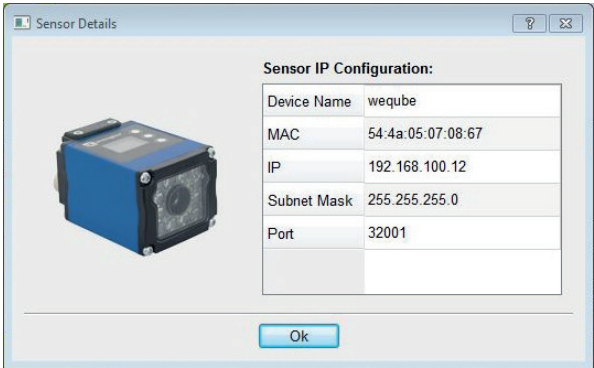 Sensor Details
Sensor IP Configuration:
Device Name weqube
MAC 54:4a:05:07:08:67
IP 192.168.100.12
Subnet Mask 255.255.255.0
Port 32001
Ok